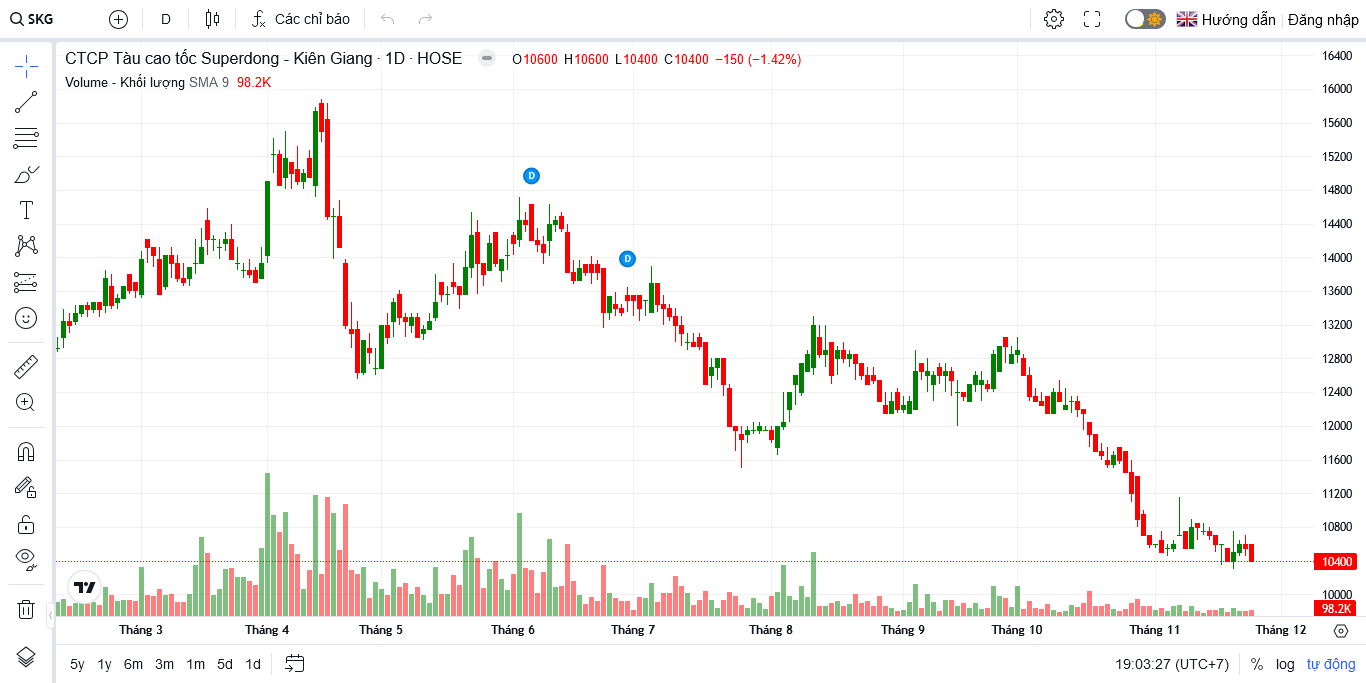 SKG D Các chỉ báo Hướng dẫn Đăng nhập
CTCP Tàu cao tốc Superdong - Kiên Giang · 1D · HOSE O10600 H10600 L10400 C10400 −150 (−1.42%)
Volume - Khối lượng SMA 9 98.2K
D
D
16400
16000
15600
15200
14800
14400
14000
13600
13200
12800
12400
12000
11600
11200
10800
10400
10000
98.2K
Tháng 3 Tháng 4 Tháng 5 Tháng 6 Tháng 7 Tháng 8 Tháng 9 Tháng 10 Tháng 11 Tháng 12
5y 1y 6m 3m 1m 5d 1d 19:03:27 (UTC+7) % log tự động